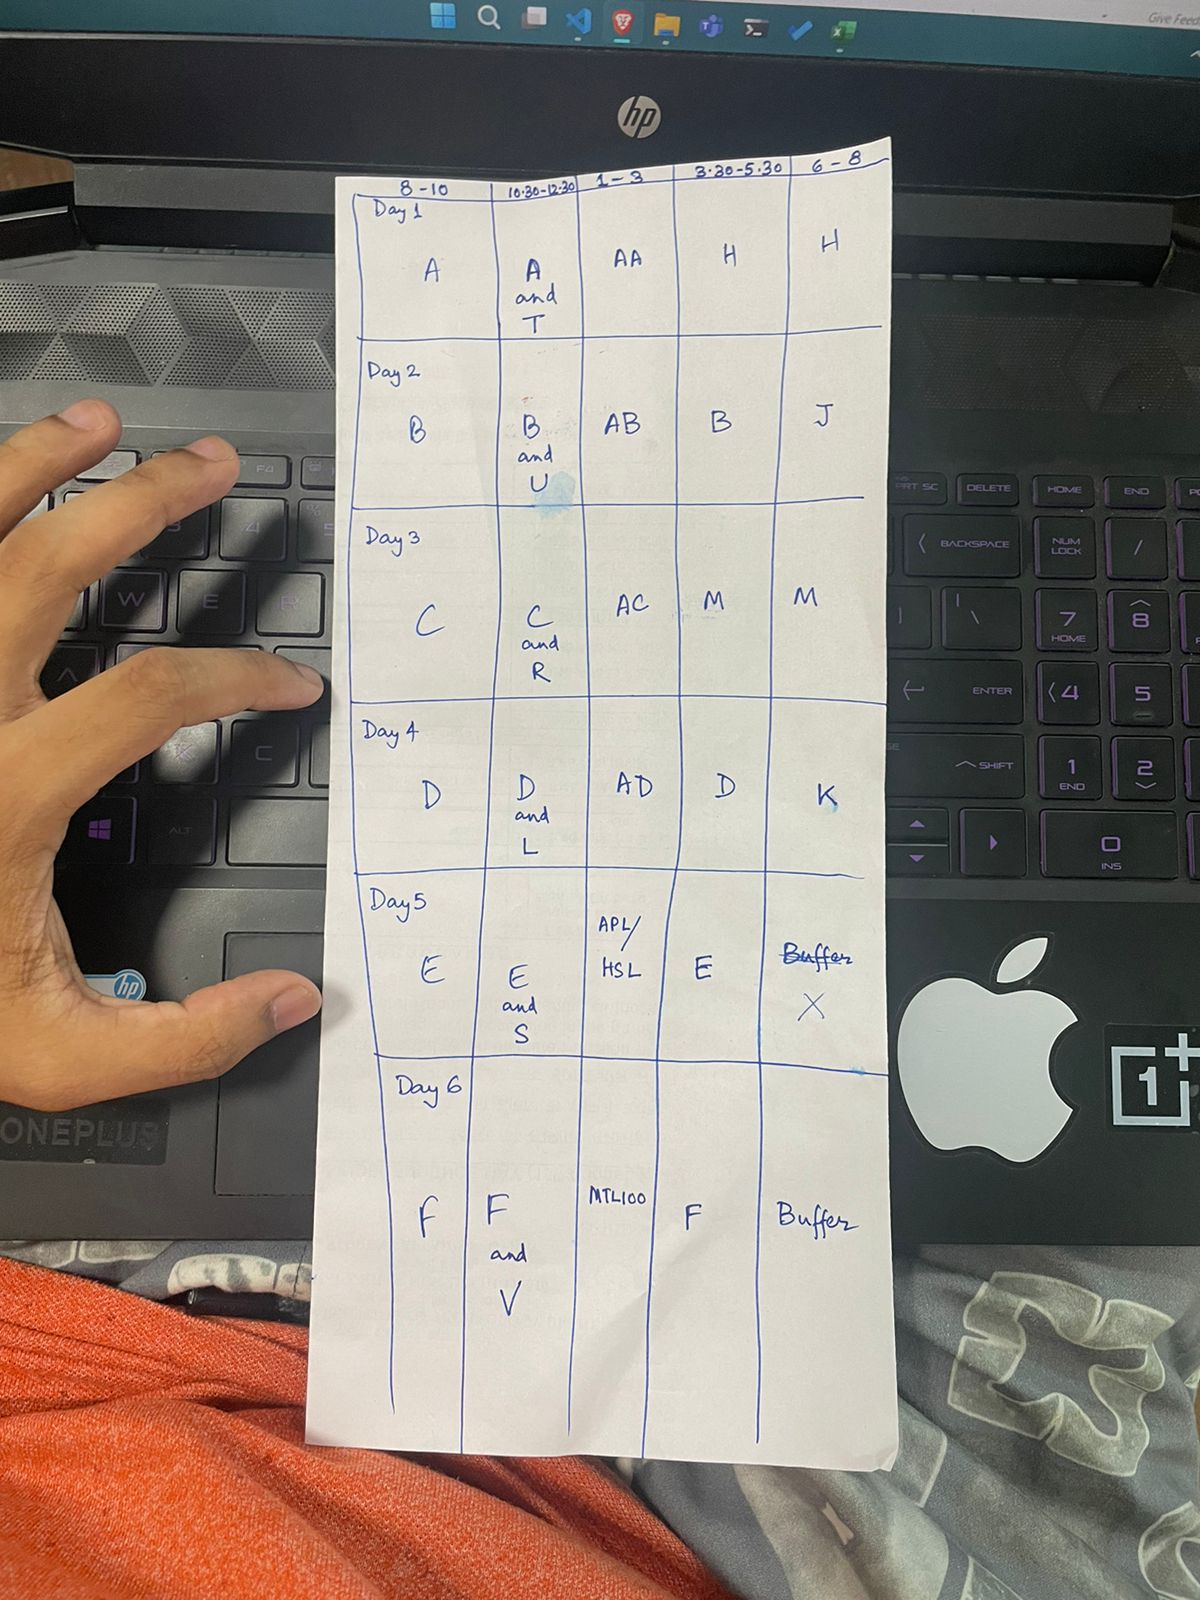 Give Feed
hp
8-10
10.30-12.30
1-3
3.30-5.30
6-8
Day 1
A
A
and
T
AA
H
H
Day 2
B
B
and
U
AB
B
J
Day 3
C
C
and
R
AC
M
M
Day 4
D
D
and
L
AD
D
K
Day 5
E
E
and
S
APL/
HSL
E
Buffer
X
Day 6
F
F
and
V
MTL100
F
Buffer
F4
4
W
E
R
A
C
ALT
hp
ONEPLUS
PRT SC
DELETE
HOME
END
BACKSPACE
NUM
LOCK
/
7
HOME
8
ENTER
4
5
SHIFT
1
END
2
0
INS
1+